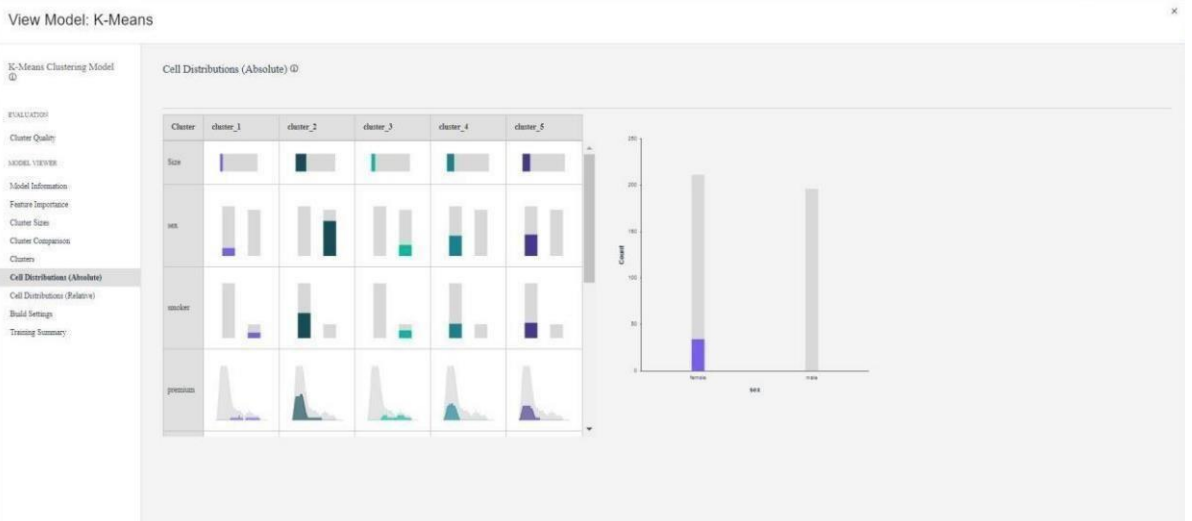 View Model: K-Means
×
K-Means Clustering Model
Cell Distributions (Absolute)
EVALUATION
Cluster Quality
MODEL VIEWER
Model Information
Feature Importance
Cluster Sizes
Cluster Comparison
Clusters
Cell Distributions (Absolute)
Cell Distributions (Relative)
Build Settings
Training Summary
Cluster cluster_1 cluster_2 cluster_3 cluster_4 cluster_5
Size
sex
smoker
premium
250
200
150
100
50
0
Count
female male
sex